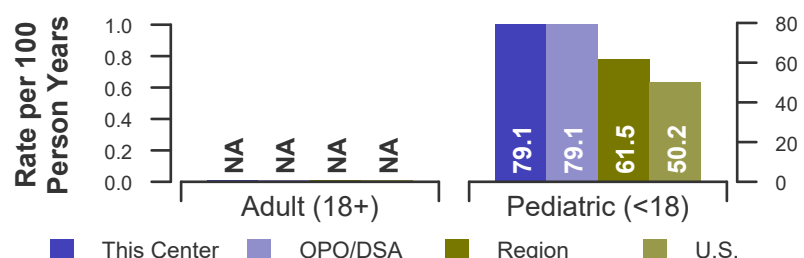 Rate per 100
Person Years
1.0
0.8
0.6
0.4
0.2
0.0
NA NA NA NA
79.1 79.1 61.5 50.2
80
60
40
20
0
Adult (18+) Pediatric (<18)
This Center OPO/DSA Region U.S.